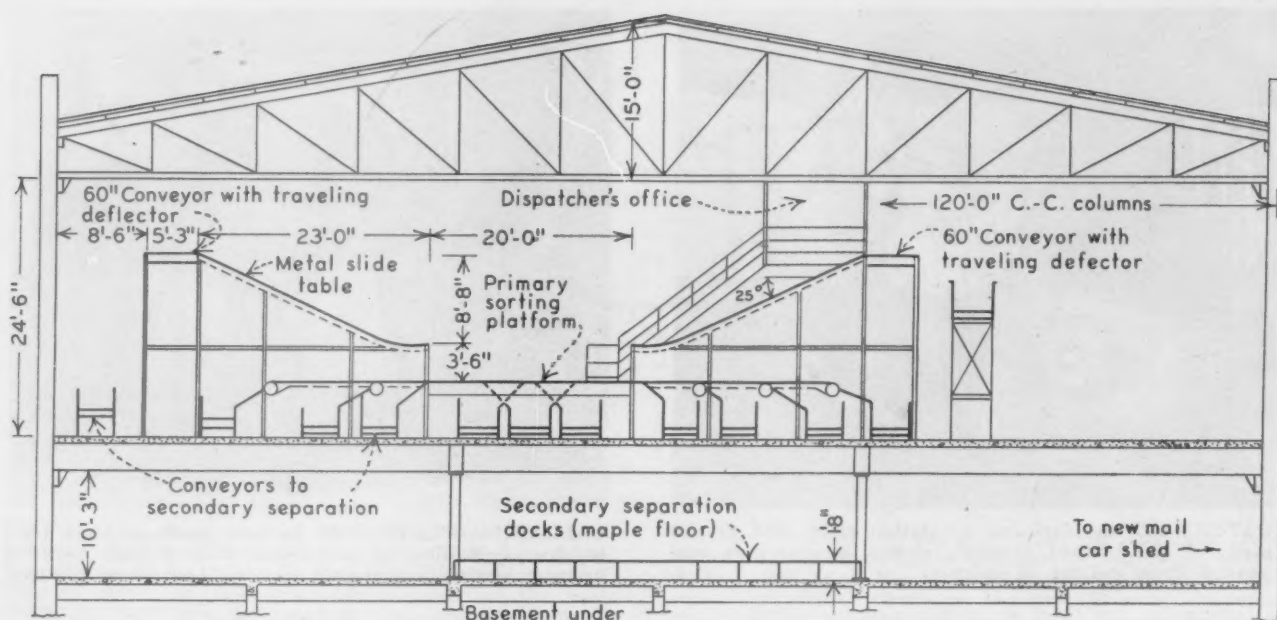 15'-0"
60" Conveyor with traveling
deflector
Dispatcher's office
120'-0" C.-C. columns
8'-6"
5'-3"
23'-0"
20'-0"
60" Conveyor with
traveling defector
Metal slide
table
24'-6"
8'-8"
Primary
sorting
platform
25°
3'-6"
Conveyors to
secondary separation
10'-3"
Secondary separation
docks (maple floor)
18"
To new mail
car shed
Basement under